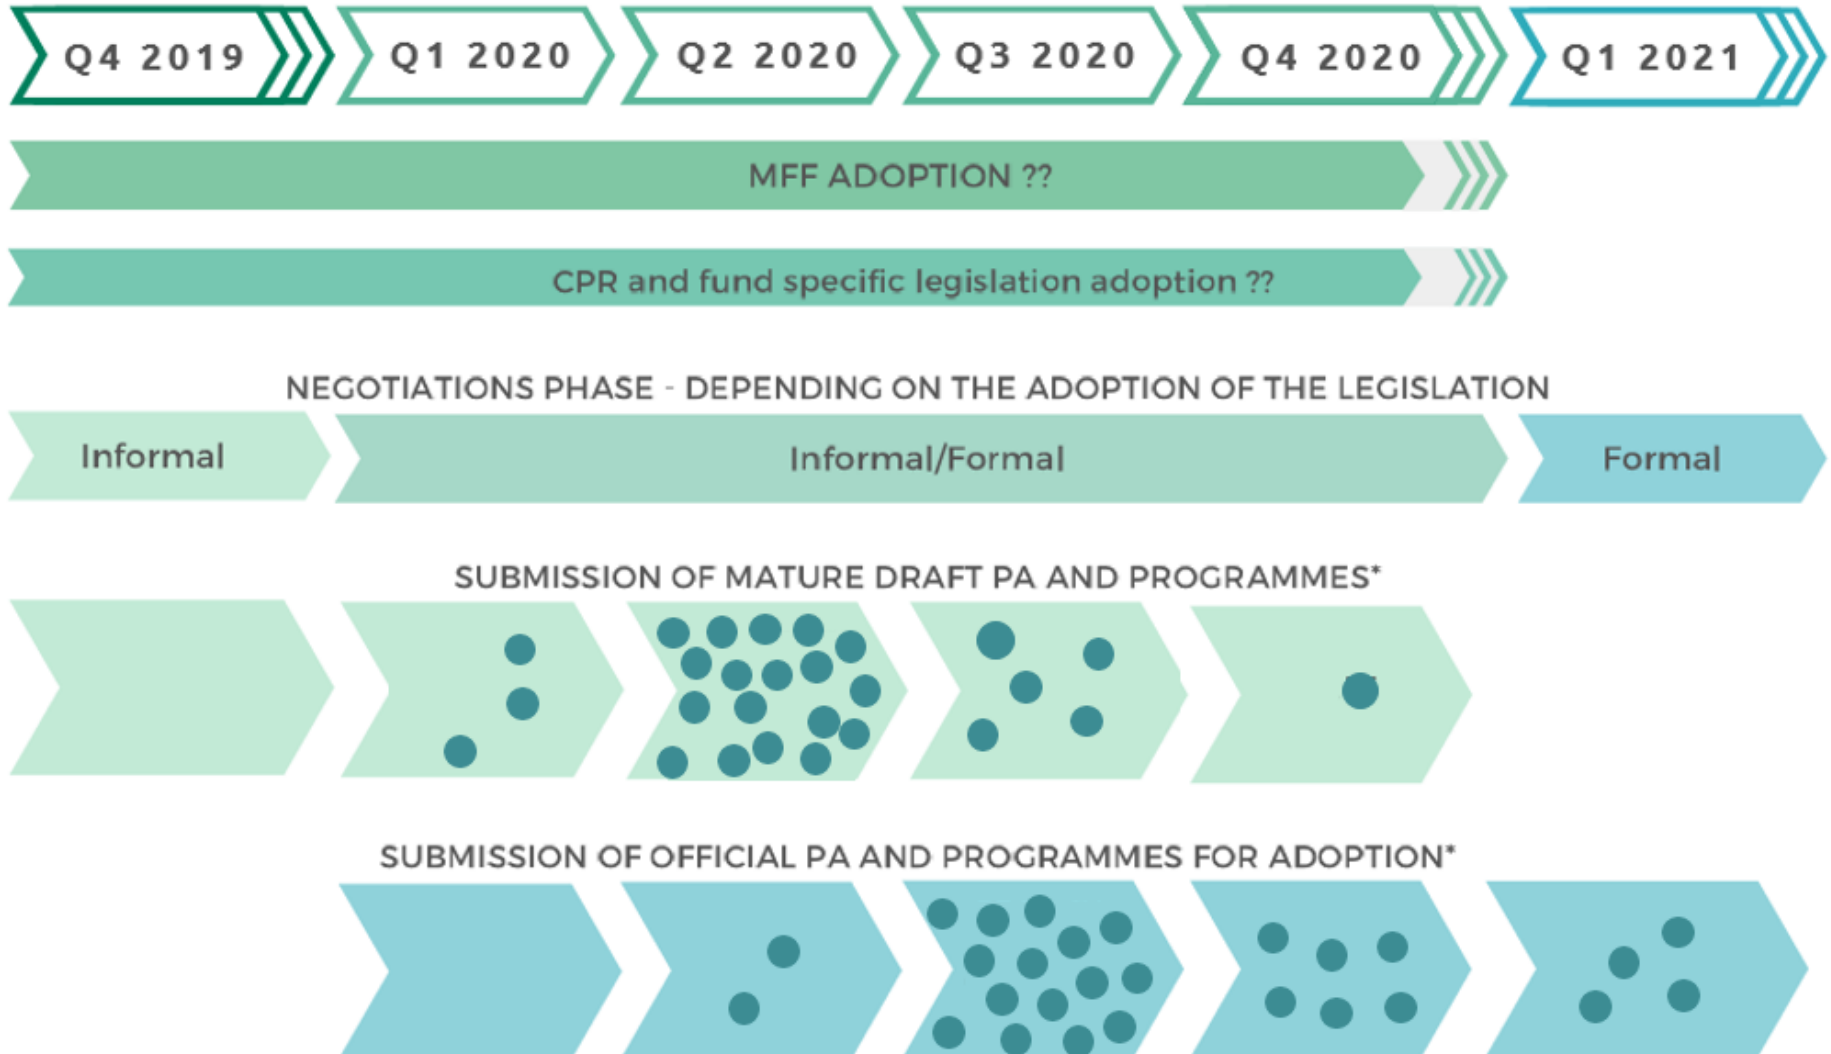 Q4 2019 Q1 2020 Q2 2020 Q3 2020 Q4 2020 Q1 2021
MFF ADOPTION ??
CPR and fund specific legislation adoption ??
NEGOTIATIONS PHASE - DEPENDING ON THE ADOPTION OF THE LEGISLATION
Informal Informal/Formal Formal
SUBMISSION OF MATURE DRAFT PA AND PROGRAMMES*
SUBMISSION OF OFFICIAL PA AND PROGRAMMES FOR ADOPTION*